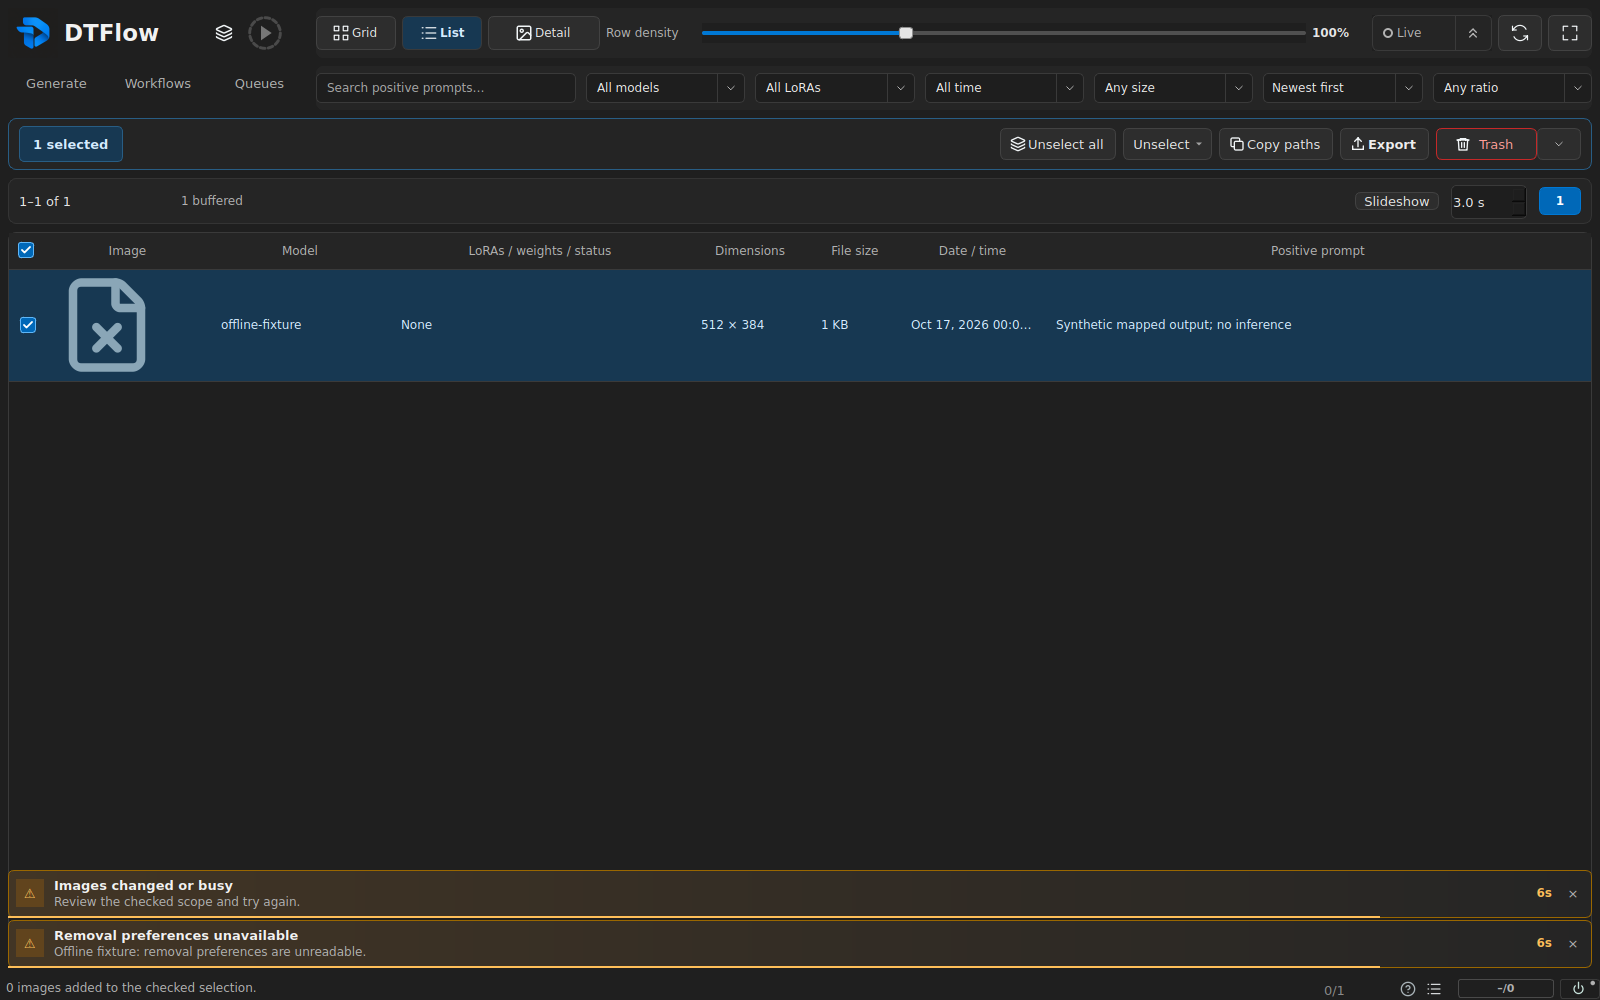 DTFlow
Grid
List
Detail
Row density
100%
Live
Generate
Workflows
Queues
Search positive prompts...
All models
All LoRAs
All time
Any size
Newest first
Any ratio
1 selected
Unselect all
Unselect
Copy paths
Export
Trash
1–1 of 1
1 buffered
Slideshow
3.0 s
1
Image
Model
LoRAs / weights / status
Dimensions
File size
Date / time
Positive prompt
offline-fixture
None
512 × 384
1 KB
Oct 17, 2026 00:0...
Synthetic mapped output; no inference
Images changed or busy
Review the checked scope and try again.
6s
Removal preferences unavailable
Offline fixture: removal preferences are unreadable.
6s
0 images added to the checked selection.
0/1
–/0